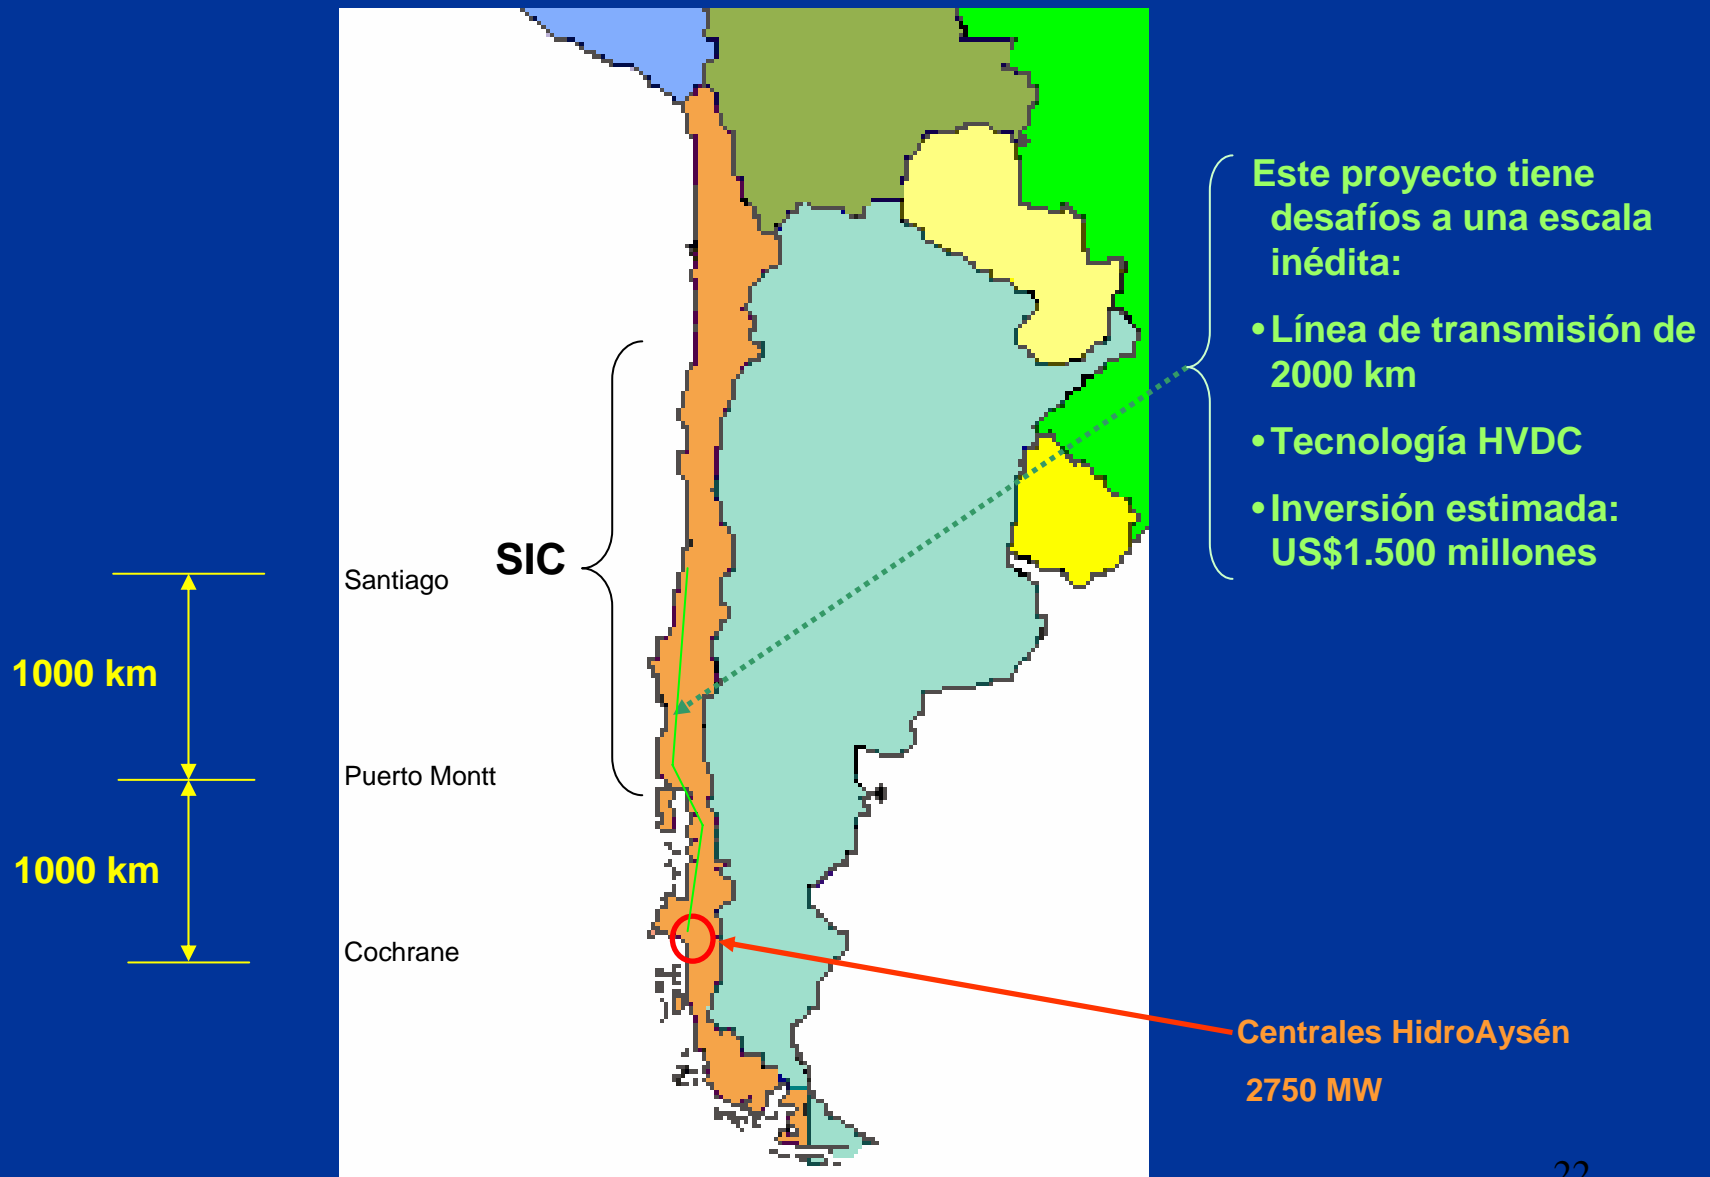 Este proyecto tiene
desafíos a una escala
inédita:
•Línea de transmisión de
2000 km
•Tecnología HVDC
•Inversión estimada:
US$1.500 millones
SIC
Santiago
1000 km
Puerto Montt
1000 km
Cochrane
Centrales HidroAysén
2750 MW
22